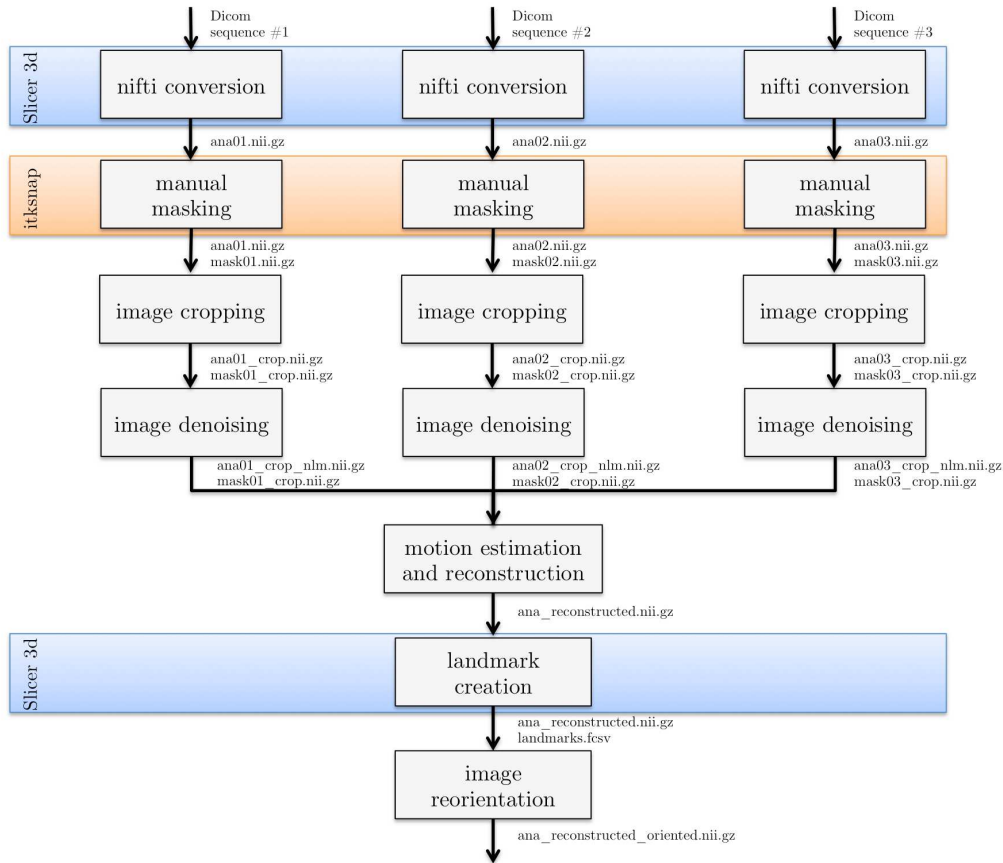 Dicom
sequence #1
Dicom
sequence #2
Dicom
sequence #3
Slicer 3d
nifti conversion
nifti conversion
nifti conversion
ana01.nii.gz
ana02.nii.gz
ana03.nii.gz
itksnap
manual
masking
manual
masking
manual
masking
ana01.nii.gz
mask01.nii.gz
ana02.nii.gz
mask02.nii.gz
ana03.nii.gz
mask03.nii.gz
image cropping
image cropping
image cropping
ana01_crop.nii.gz
mask01_crop.nii.gz
ana02_crop.nii.gz
mask02_crop.nii.gz
ana03_crop.nii.gz
mask03_crop.nii.gz
image denoising
image denoising
image denoising
ana01_crop_nlm.nii.gz
mask01_crop.nii.gz
ana02_crop_nlm.nii.gz
mask02_crop.nii.gz
ana03_crop_nlm.nii.gz
mask03_crop.nii.gz
motion estimation
and reconstruction
ana_reconstructed.nii.gz
Slicer 3d
landmark
creation
ana_reconstructed.nii.gz
landmarks.fcsv
image
reorientation
ana_reconstructed_oriented.nii.gz